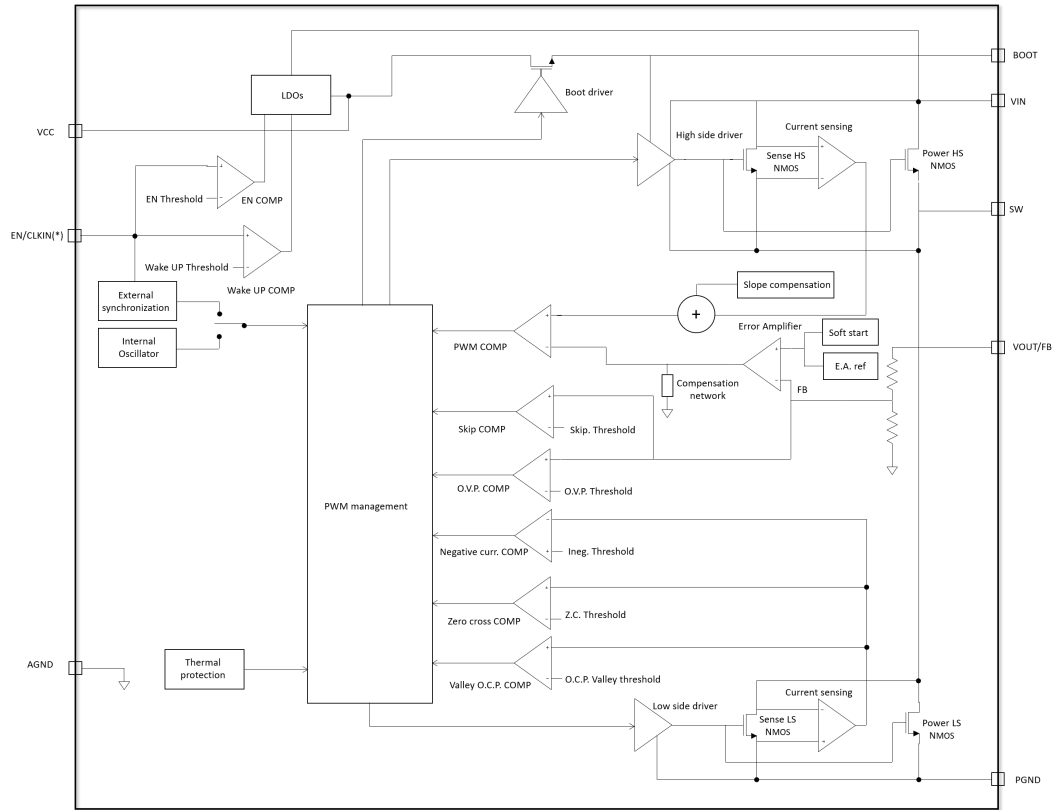 BOOT
LDOs
Boot driver
VIN
VCC
High side driver
Current sensing
+
Sense HS
NMOS
Power HS
NMOS
+
−
EN Threshold
−
EN COMP
SW
EN/CLKIN(*)
+
Wake UP Threshold
−
Wake UP COMP
External
synchronization
Slope compensation
+
+
Error Amplifier
Soft start
Internal
Oscillator
PWM COMP
−
+
E.A. ref
VOUT/FB
−
FB
Compensation
network
+
Skip COMP
−
Skip. Threshold
+
O.V.P. COMP
−
O.V.P. Threshold
PWM management
−
Negative curr. COMP
+
Ineg. Threshold
+
Zero cross COMP
−
Z.C. Threshold
+
Valley O.C.P. COMP
−
O.C.P. Valley threshold
AGND
Thermal
protection
Low side driver
Current sensing
−
Sense LS
NMOS
Power LS
NMOS
+
PGND